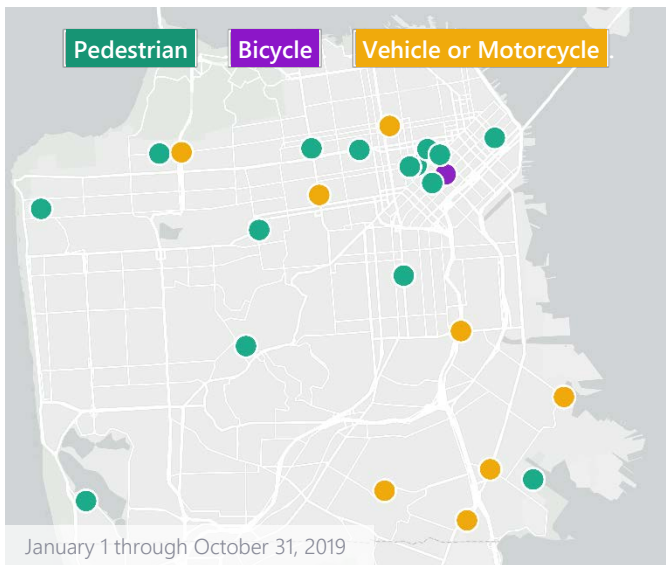 Pedestrian Bicycle Vehicle or Motorcycle
January 1 through October 31, 2019